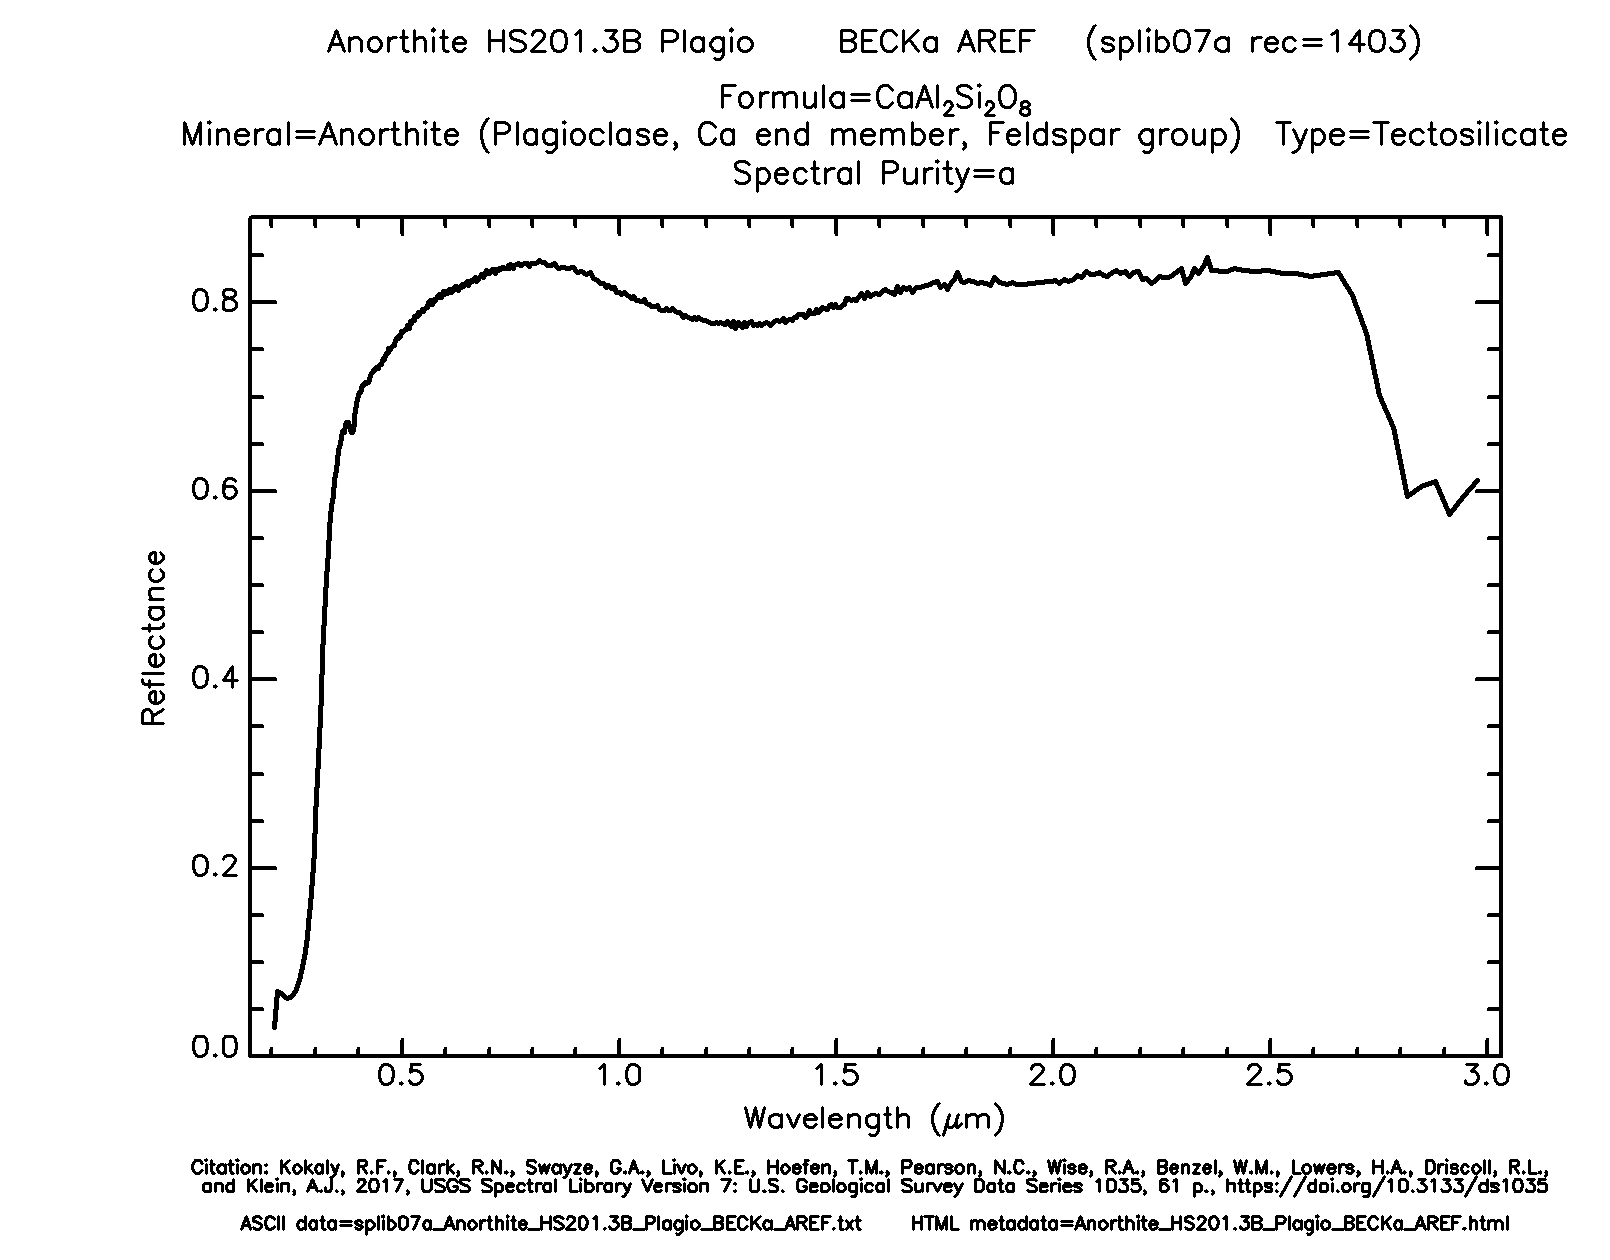 Anorthite HS201.3B Plagio BECKa AREF (splib07a rec=1403)
Formula=CaAl₂Si₂O₈
Mineral=Anorthite (Plagioclase, Ca end member, Feldspar group) Type=Tectosilicate
Spectral Purity=a
0.8
0.6
0.4
0.2
0.0
Reflectance
0.5 1.0 1.5 2.0 2.5 3.0
Wavelength (μm)
Citation: Kokaly, R.F., Clark, R.N., Swayze, G.A., Livo, K.E., Hoefen, T.M., Pearson, N.C., Wise, R.A., Benzel, W.M., Lowers, H.A., Driscoll, R.L.,
and Klein, A.J., 2017, USGS Spectral Library Version 7: U.S. Geological Survey Data Series 1035, 61 p., https://doi.org/10.3133/ds1035
ASCII data=splib07a_Anorthite_HS201.3B_Plagio_BECKa_AREF.txt HTML metadata=Anorthite_HS201.3B_Plagio_BECKa_AREF.html